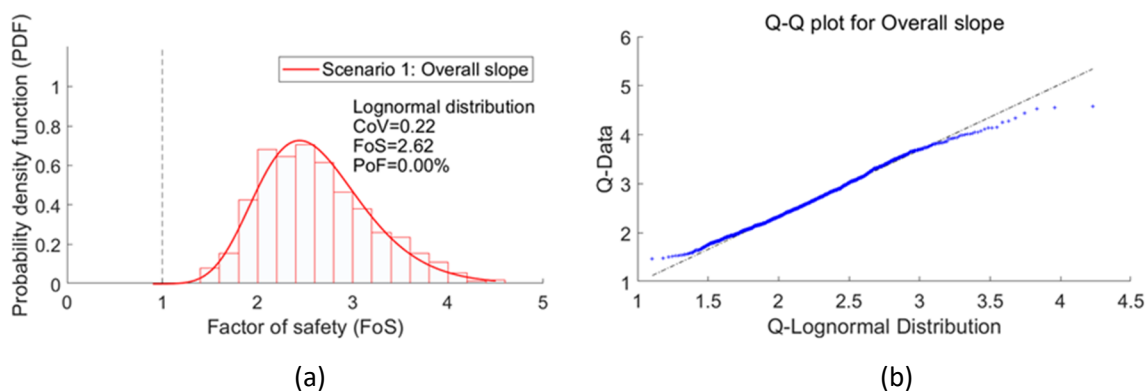 Probability density function (PDF)
1
0.8
0.6
0.4
0.2
0
0
1
2
3
4
5
Factor of safety (FoS)
Scenario 1: Overall slope
Lognormal distribution
CoV=0.22
FoS=2.62
PoF=0.00%
(a)
Q-Q plot for Overall slope
Q-Data
6
5
4
3
2
1
1
1.5
2
2.5
3
3.5
4
4.5
Q-Lognormal Distribution
(b)